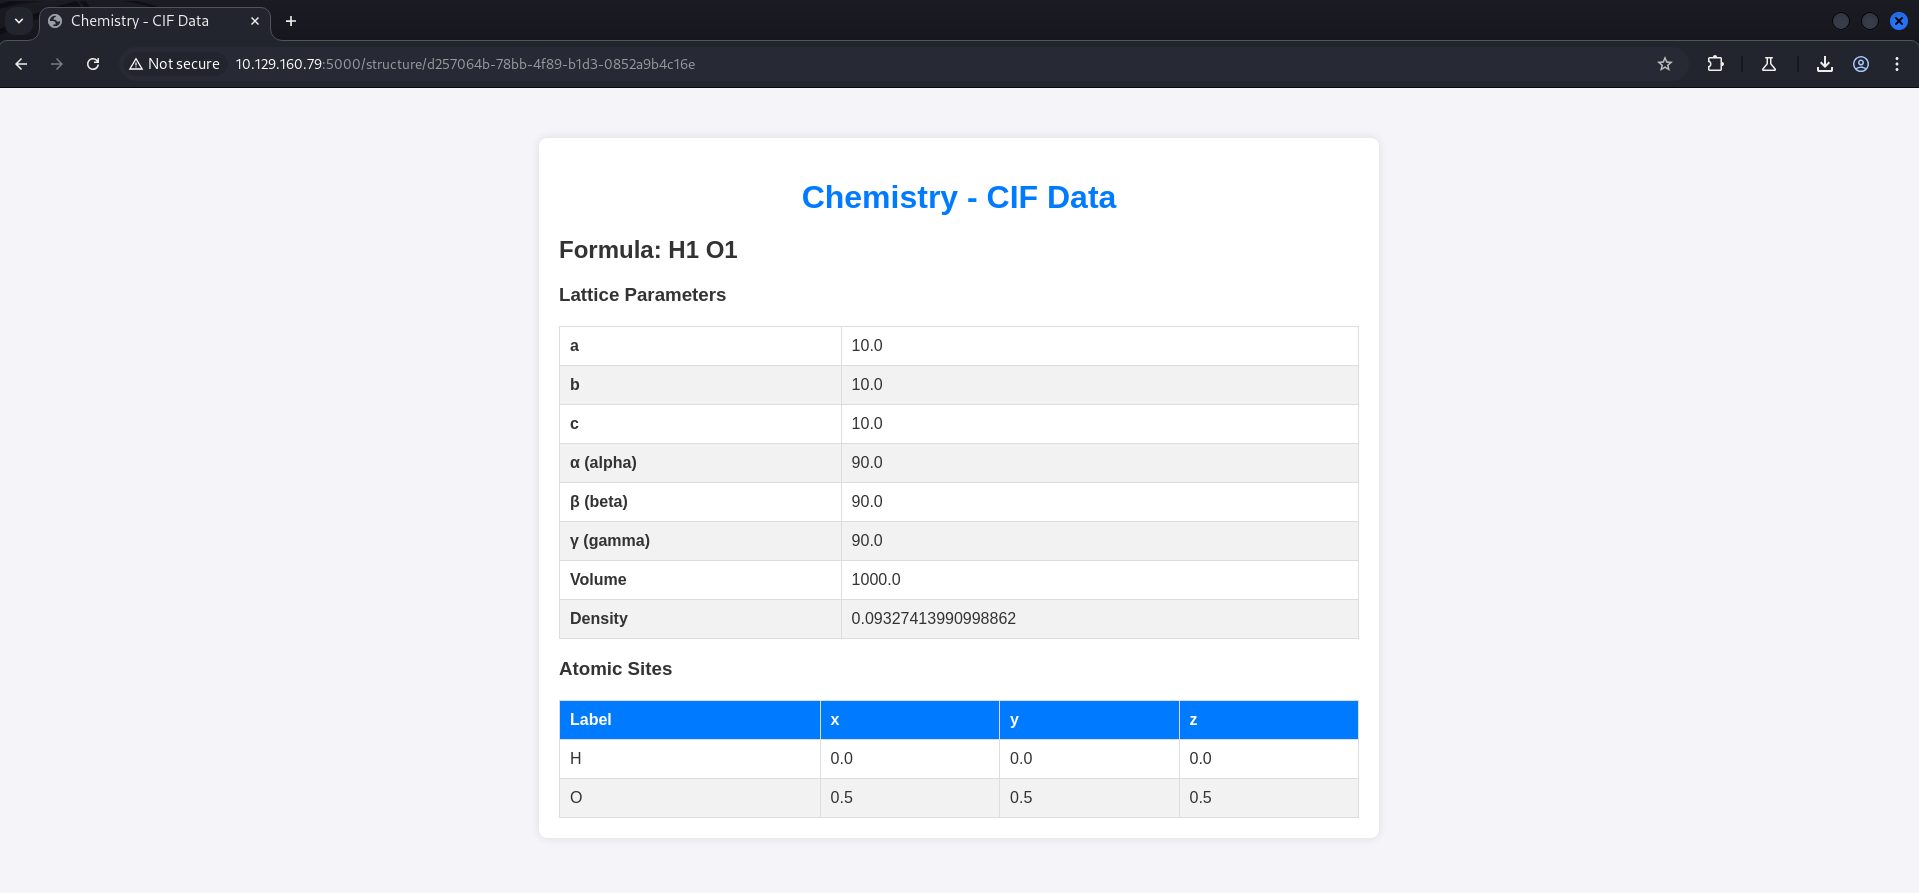 Chemistry - CIF Data
Not secure 10.129.160.79:5000/structure/d257064b-78bb-4f89-b1d3-0852a9b4c16e
Chemistry - CIF Data
Formula: H1 O1
Lattice Parameters
a 10.0
b 10.0
c 10.0
α (alpha) 90.0
β (beta) 90.0
γ (gamma) 90.0
Volume 1000.0
Density 0.09327413990998862
Atomic Sites
Label x y z
H 0.0 0.0 0.0
O 0.5 0.5 0.5